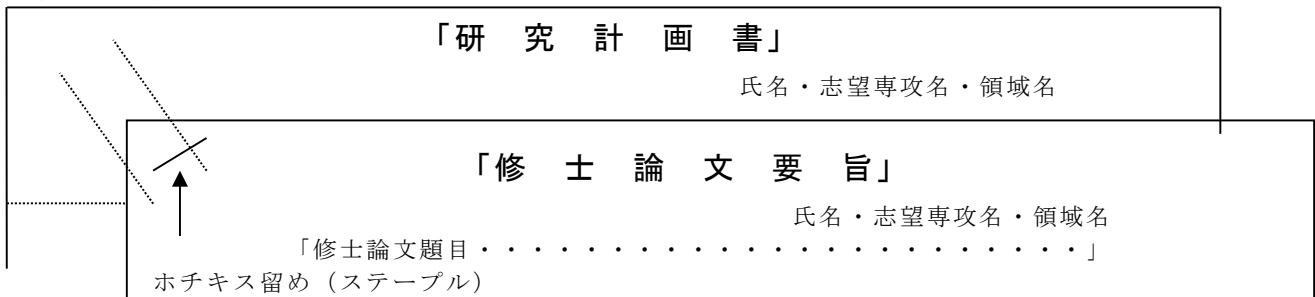 「研　究　計　画　書」
氏名・志望専攻名・領域名
「修　士　論　文　要　旨」
氏名・志望専攻名・領域名
「修士論文題目・・・・・・・・・・・・・・・・・・・・・・・」
ホチキス留め（ステープル）